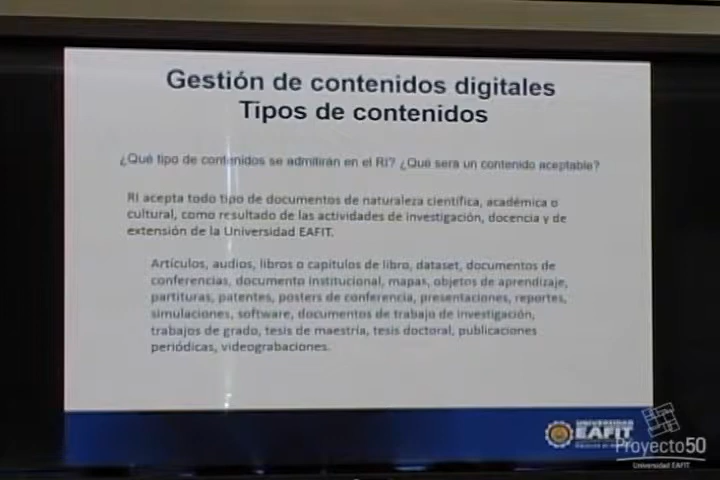 Gestión de contenidos digitales
Tipos de contenidos
¿Qué tipo de contenidos se admitirán en el RI? ¿Qué será un contenido aceptable?
RI acepta todo tipo de documentos de naturaleza científica, académica o
cultural, como resultado de las actividades de investigación, docencia y de
extensión de la Universidad EAFIT.
Artículos, audios, libros o capítulos de libro, dataset, documentos de
conferencias, documento institucional, mapas, objetos de aprendizaje,
partituras, patentes, posters de conferencia, presentaciones, reportes,
simulaciones, software, documentos de trabajo de investigación,
trabajos de grado, tesis de maestría, tesis doctoral, publicaciones
periódicas, videograbaciones.
UNIVERSIDAD
EAFIT
Proyecto50
Universidad EAFIT